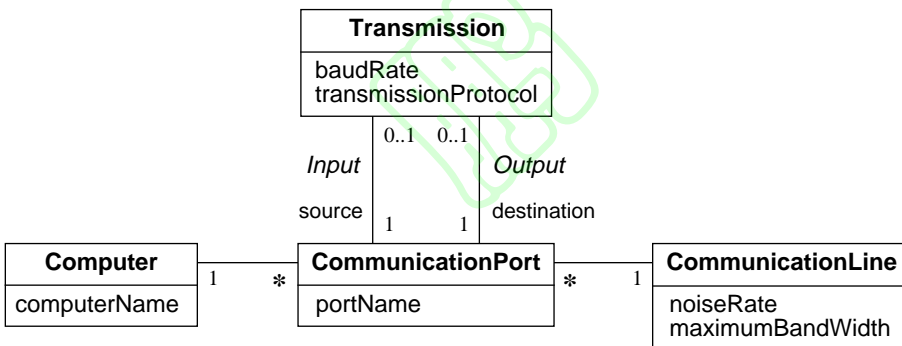 Transmission
baudRate
transmissionProtocol
0..1 0..1
Input Output
source destination
1 1
Computer 1 * CommunicationPort * 1 CommunicationLine
computerName portName noiseRate
maximumBandWidth